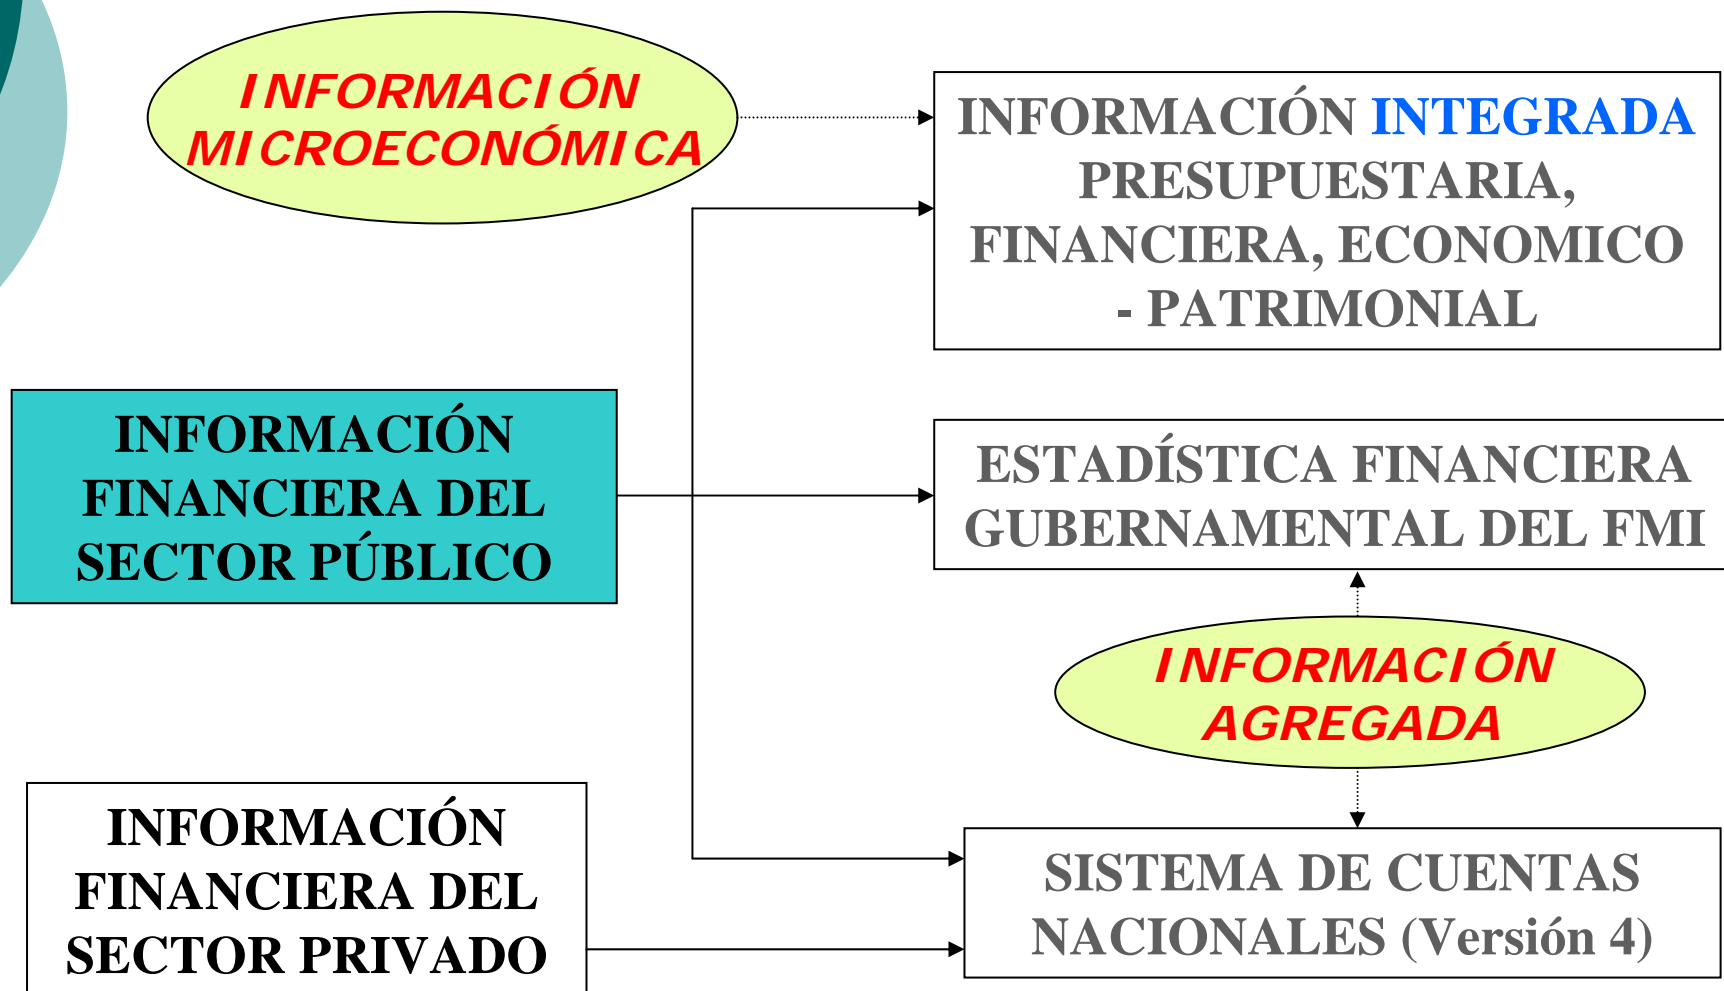 INFORMACIÓN
MICROECONÓMICA
INFORMACIÓN INTEGRADA
PRESUPUESTARIA,
FINANCIERA, ECONOMICO
- PATRIMONIAL
INFORMACIÓN
FINANCIERA DEL
SECTOR PÚBLICO
ESTADÍSTICA FINANCIERA
GUBERNAMENTAL DEL FMI
INFORMACIÓN
AGREGADA
INFORMACIÓN
FINANCIERA DEL
SECTOR PRIVADO
SISTEMA DE CUENTAS
NACIONALES (Versión 4)